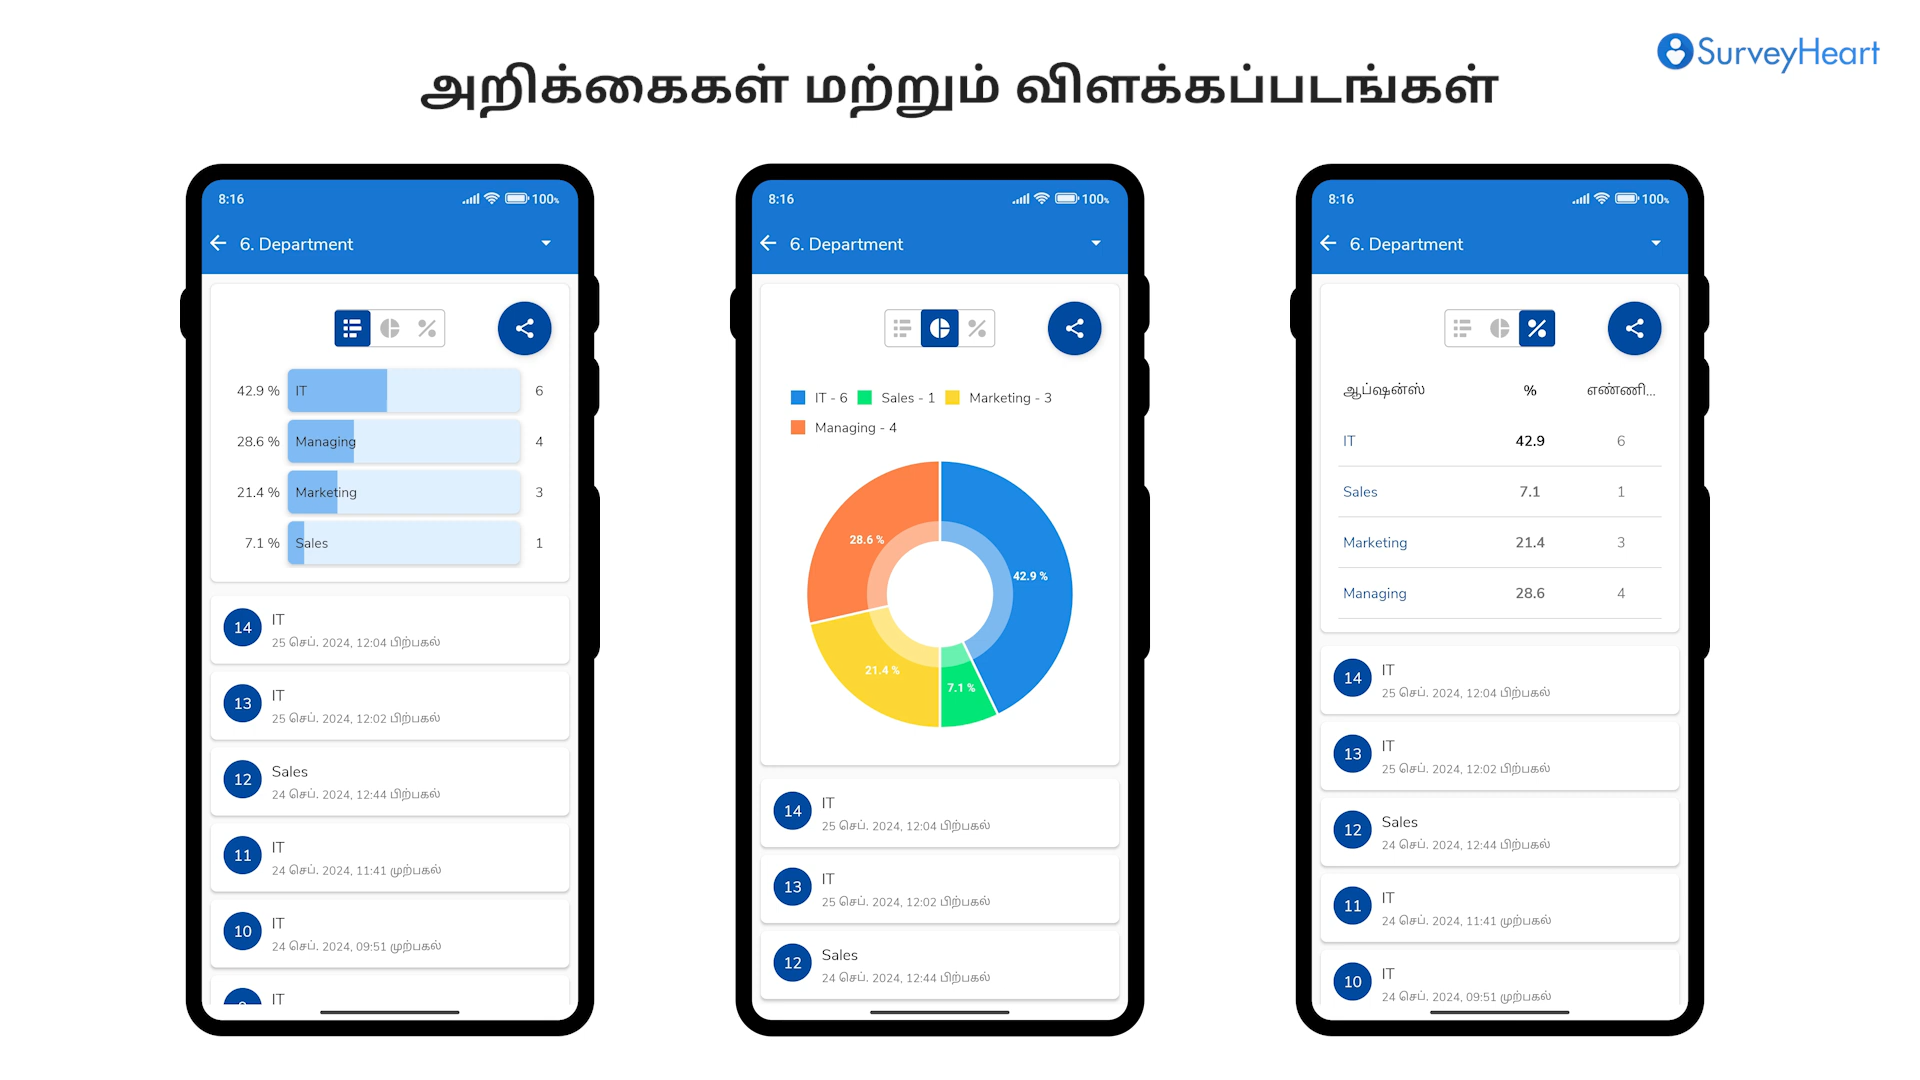 SurveyHeart
அறிக்கைகள் மற்றும் விளக்கப்படங்கள்
8:16
100%
6. Department
42.9 % IT 6
28.6 % Managing 4
21.4 % Marketing 3
7.1 % Sales 1
14 IT
25 செப். 2024, 12:04 பிற்பகல்
13 IT
25 செப். 2024, 12:02 பிற்பகல்
12 Sales
24 செப். 2024, 12:44 பிற்பகல்
11 IT
24 செப். 2024, 11:41 முற்பகல்
10 IT
24 செப். 2024, 09:51 முற்பகல்
IT
8:16
100%
6. Department
IT - 6 Sales - 1 Marketing - 3
Managing - 4
28.6 %
42.9 %
21.4 %
7.1 %
14 IT
25 செப். 2024, 12:04 பிற்பகல்
13 IT
25 செப். 2024, 12:02 பிற்பகல்
12 Sales
24 செப். 2024, 12:44 பிற்பகல்
8:16
100%
6. Department
ஆப்ஷன்ஸ் % எண்ணி...
IT 42.9 6
Sales 7.1 1
Marketing 21.4 3
Managing 28.6 4
14 IT
25 செப். 2024, 12:04 பிற்பகல்
13 IT
25 செப். 2024, 12:02 பிற்பகல்
12 Sales
24 செப். 2024, 12:44 பிற்பகல்
11 IT
24 செப். 2024, 11:41 முற்பகல்
10 IT
24 செப். 2024, 09:51 முற்பகல்